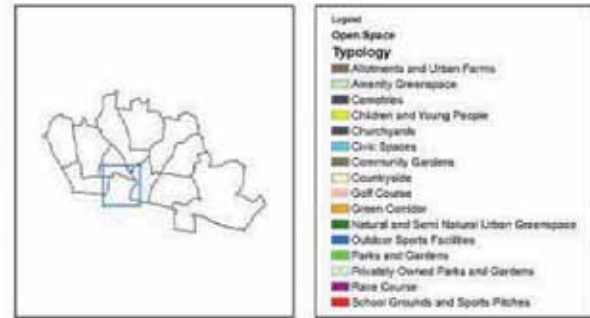 Legend
Open Space
Typology
Allotments and Urban Farms
Amenity Greenspace
Cemetries
Children and Young People
Churchyards
Civic Spaces
Community Gardens
Countryside
Golf Course
Green Corridor
Natural and Semi Natural Urban Greenspace
Outdoor Sports Facilities
Parks and Gardens
Privately Owned Parks and Gardens
Race Course
School Grounds and Sports Pitches